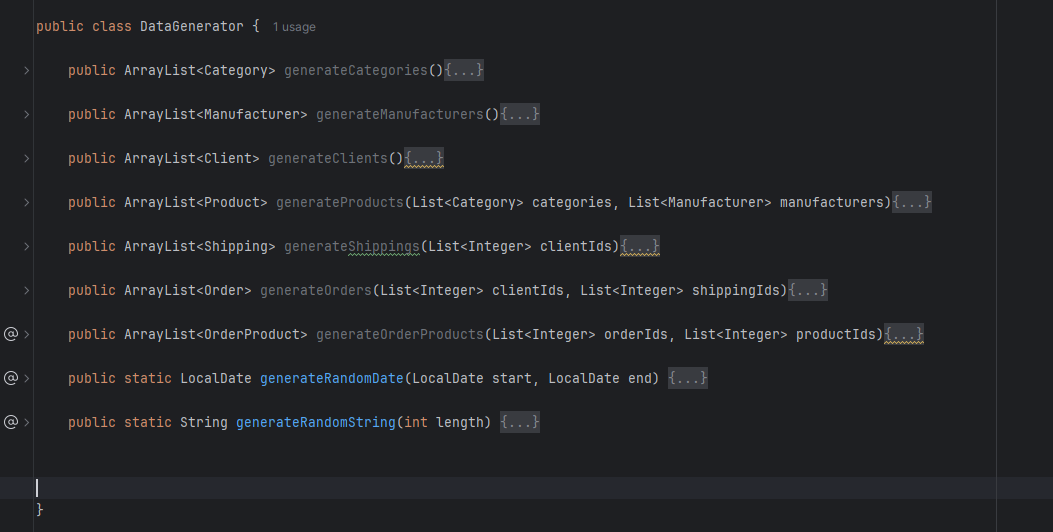 public class DataGenerator { 1 usage
public ArrayList<Category> generateCategories(){...}
public ArrayList<Manufacturer> generateManufacturers(){...}
public ArrayList<Client> generateClients(){...}
public ArrayList<Product> generateProducts(List<Category> categories, List<Manufacturer> manufacturers){...}
public ArrayList<Shipping> generateShippings(List<Integer> clientIds){...}
public ArrayList<Order> generateOrders(List<Integer> clientIds, List<Integer> shippingIds){...}
@ public ArrayList<OrderProduct> generateOrderProducts(List<Integer> orderIds, List<Integer> productIds){...}
@ public static LocalDate generateRandomDate(LocalDate start, LocalDate end) {...}
@ public static String generateRandomString(int length) {...}
}